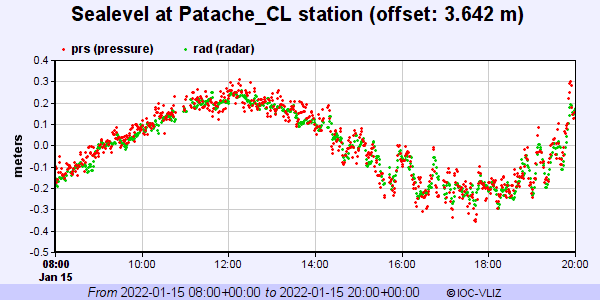 Sealevel at Patache_CL station (offset: 3.642 m)
prs (pressure) rad (radar)
0.4
0.3
0.2
0.1
0.0
-0.1
-0.2
-0.3
-0.4
-0.5
meters
08:00 10:00 12:00 14:00 16:00 18:00 20:00
Jan 15
From 2022-01-15 08:00+00:00 to 2022-01-15 20:00+00:00 © IOC-VLIZ